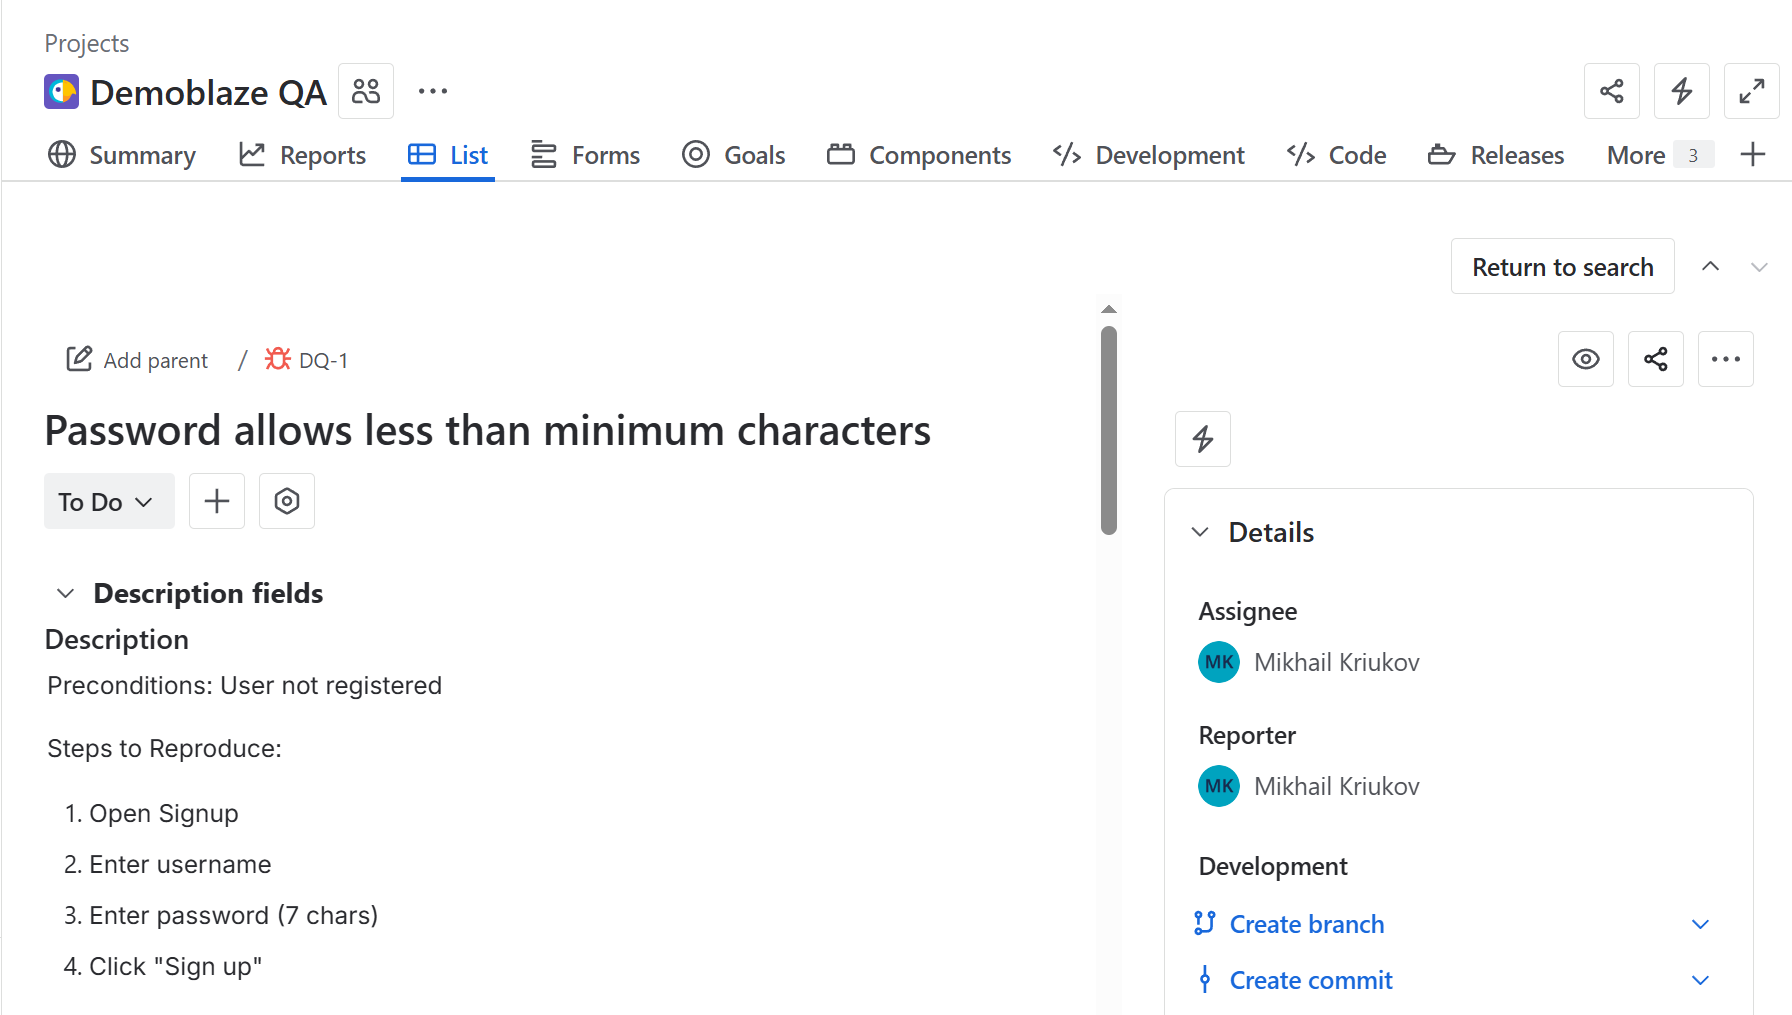 Projects
Demoblaze QA
Summary Reports List Forms Goals Components Development Code Releases More 3
Return to search
Add parent / DQ-1
Password allows less than minimum characters
To Do
Description fields
Description
Preconditions: User not registered
Steps to Reproduce:
1. Open Signup
2. Enter username
3. Enter password (7 chars)
4. Click "Sign up"
Details
Assignee
MK Mikhail Kriukov
Reporter
MK Mikhail Kriukov
Development
Create branch
Create commit